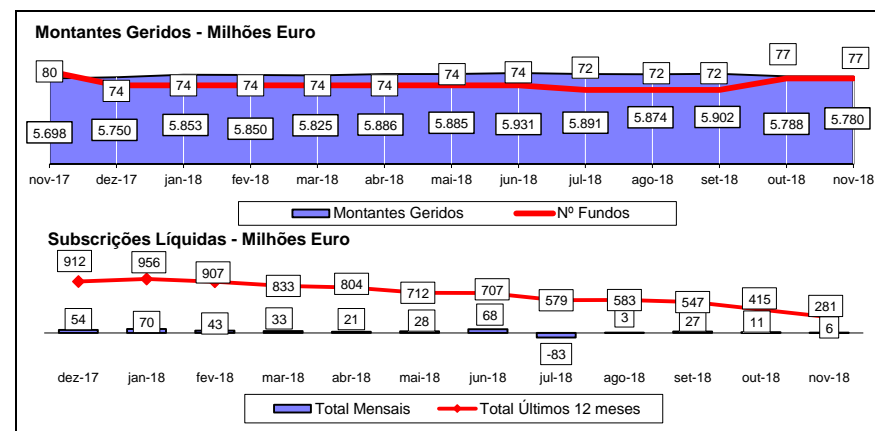 Montantes Geridos - Milhões Euro
80 74 74 74 74 74 74 74 72 72 72 77 77
5.698 5.750 5.853 5.850 5.825 5.886 5.885 5.931 5.891 5.874 5.902 5.788 5.780
nov-17 dez-17 jan-18 fev-18 mar-18 abr-18 mai-18 jun-18 jul-18 ago-18 set-18 out-18 nov-18
Montantes Geridos Nº Fundos
Subscrições Líquidas - Milhões Euro
912 956 907 833 804 712 707 579 583 547 415 281
54 70 43 33 21 28 68 -83 3 27 11 6
dez-17 jan-18 fev-18 mar-18 abr-18 mai-18 jun-18 jul-18 ago-18 set-18 out-18 nov-18
Total Mensais Total Últimos 12 meses